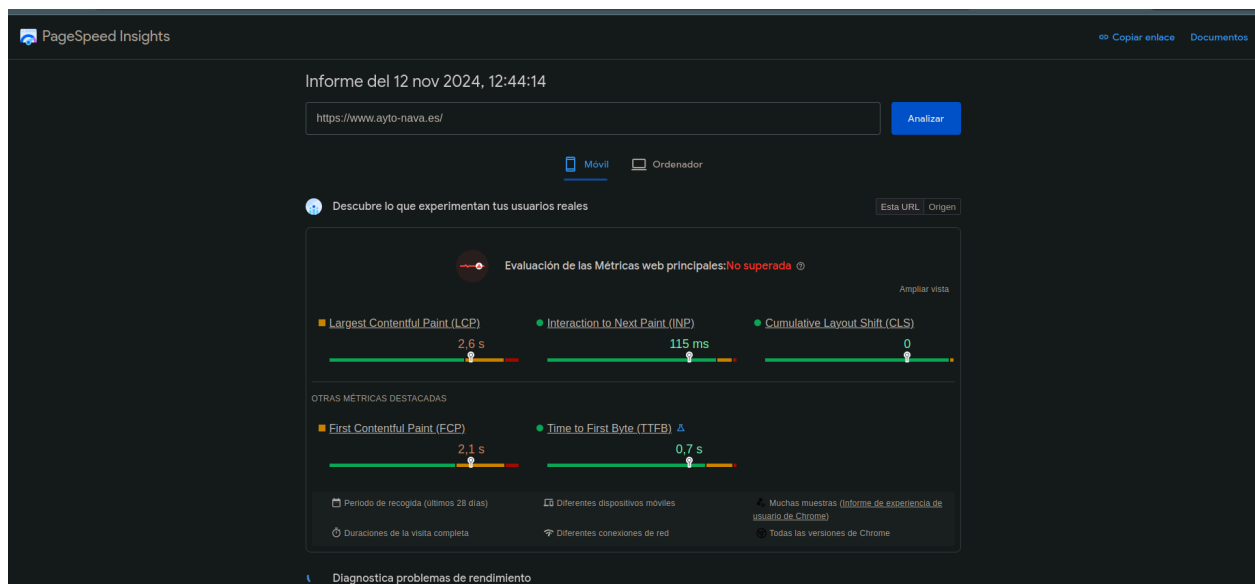 PageSpeed Insights
Copiar enlace
Documentos
Informe del 12 nov 2024, 12:44:14
https://www.ayto-nava.es/
Analizar
Móvil
Ordenador
Descubre lo que experimentan tus usuarios reales
Esta URL
Origen
Evaluación de las Métricas web principales:No superada
Ampliar vista
Largest Contentful Paint (LCP)
2,6 s
Interaction to Next Paint (INP)
115 ms
Cumulative Layout Shift (CLS)
0
OTRAS MÉTRICAS DESTACADAS
First Contentful Paint (FCP)
2,1 s
Time to First Byte (TTFB)
0,7 s
Periodo de recogida (últimos 28 días)
Diferentes dispositivos móviles
Muchas muestras (Informe de experiencia de
usuario de Chrome)
Duraciones de la visita completa
Diferentes conexiones de red
Todas las versiones de Chrome
Diagnostica problemas de rendimiento